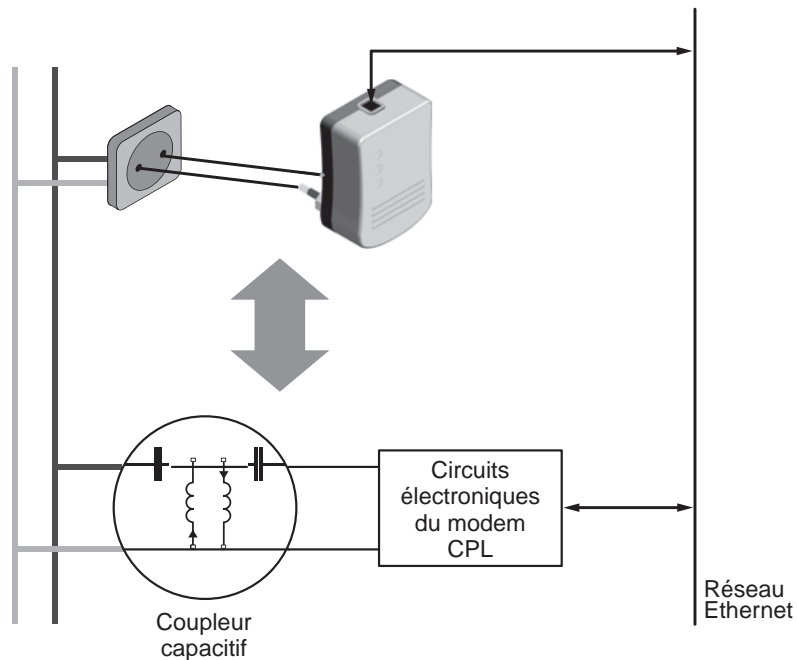 Circuits
électroniques
du modem
CPL
Réseau
Ethernet
Coupleur
capacitif